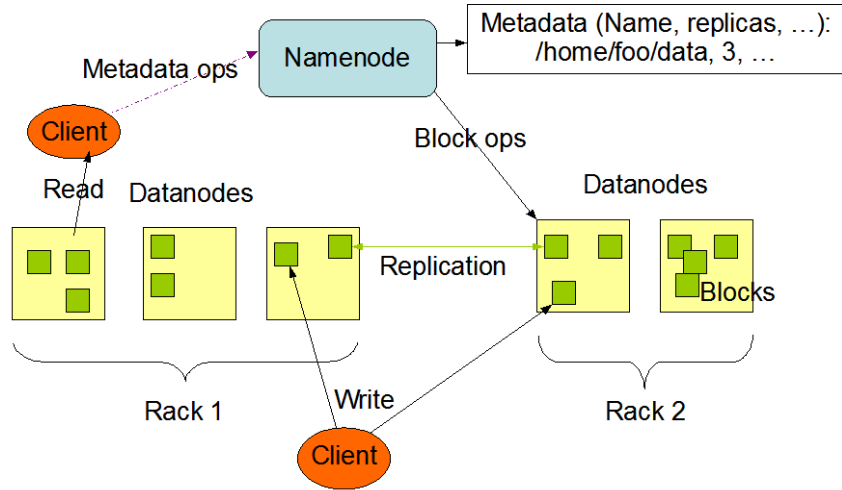 Metadata (Name, replicas, …):
/home/foo/data, 3, …
Namenode
Metadata ops
Client
Block ops
Read
Datanodes
Datanodes
Replication
Blocks
Rack 1
Write
Rack 2
Client